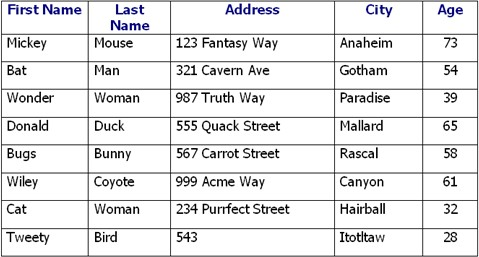 First Name Last Name Address City Age
Mickey Mouse 123 Fantasy Way Anaheim 73
Bat Man 321 Cavern Ave Gotham 54
Wonder Woman 987 Truth Way Paradise 39
Donald Duck 555 Quack Street Mallard 65
Bugs Bunny 567 Carrot Street Rascal 58
Wiley Coyote 999 Acme Way Canyon 61
Cat Woman 234 Purrfect Street Hairball 32
Tweety Bird 543 Itotltaw 28